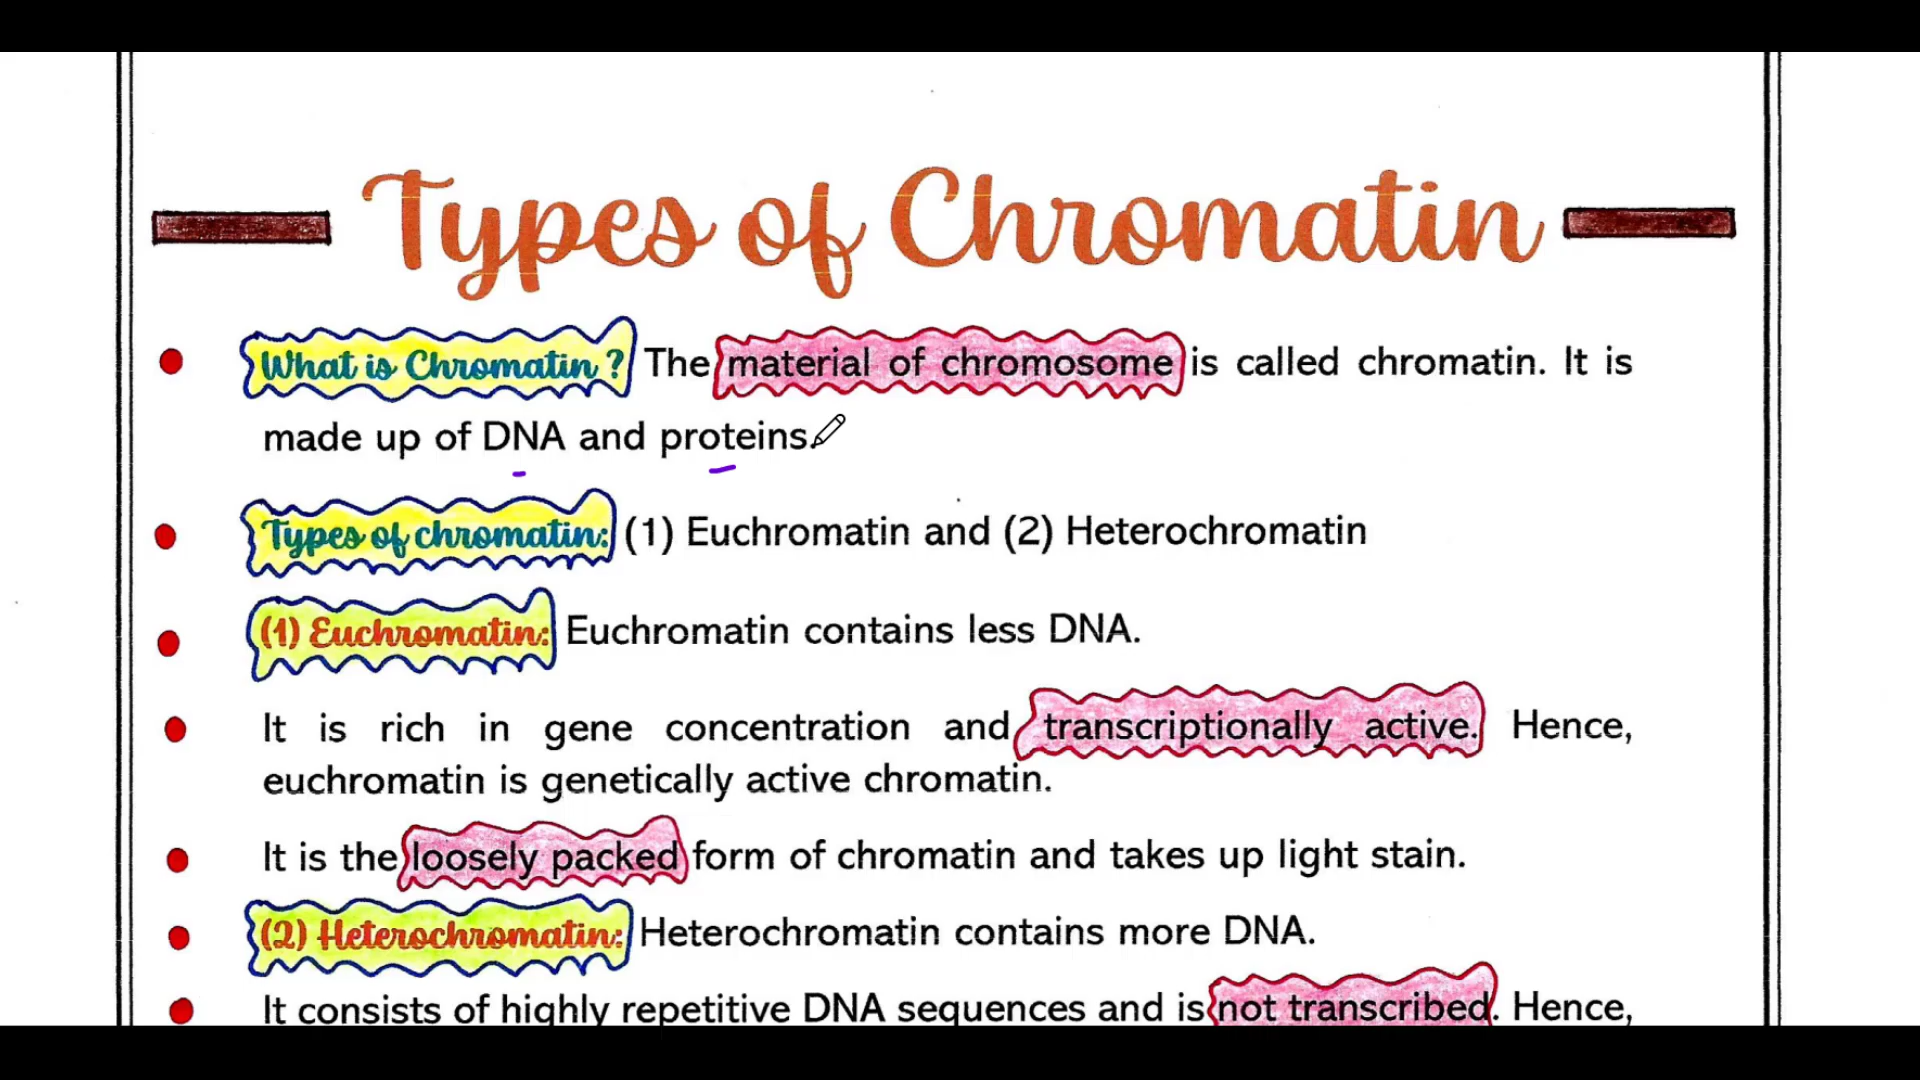 Types of Chromatin
What is Chromatin ? The material of chromosome is called chromatin. It is
made up of DNA and proteins.
Types of chromatin: (1) Euchromatin and (2) Heterochromatin
(1) Euchromatin: Euchromatin contains less DNA.
It is rich in gene concentration and transcriptionally active. Hence,
euchromatin is genetically active chromatin.
It is the loosely packed form of chromatin and takes up light stain.
(2) Heterochromatin: Heterochromatin contains more DNA.
It consists of highly repetitive DNA sequences and is not transcribed. Hence,